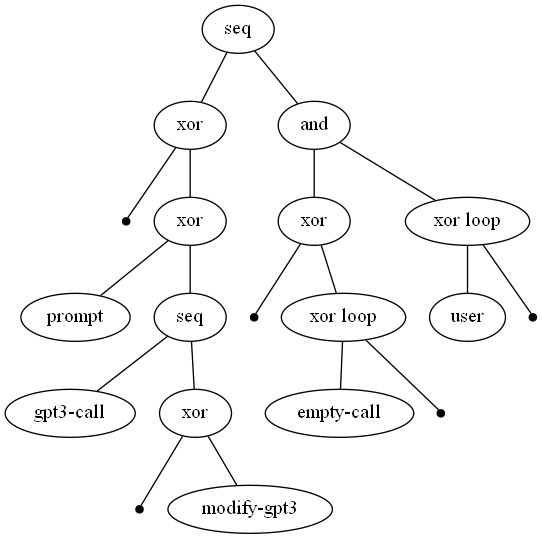 seq
xor
and
xor
xor
xor loop
prompt
seq
xor loop
user
gpt3-call
xor
empty-call
modify-gpt3